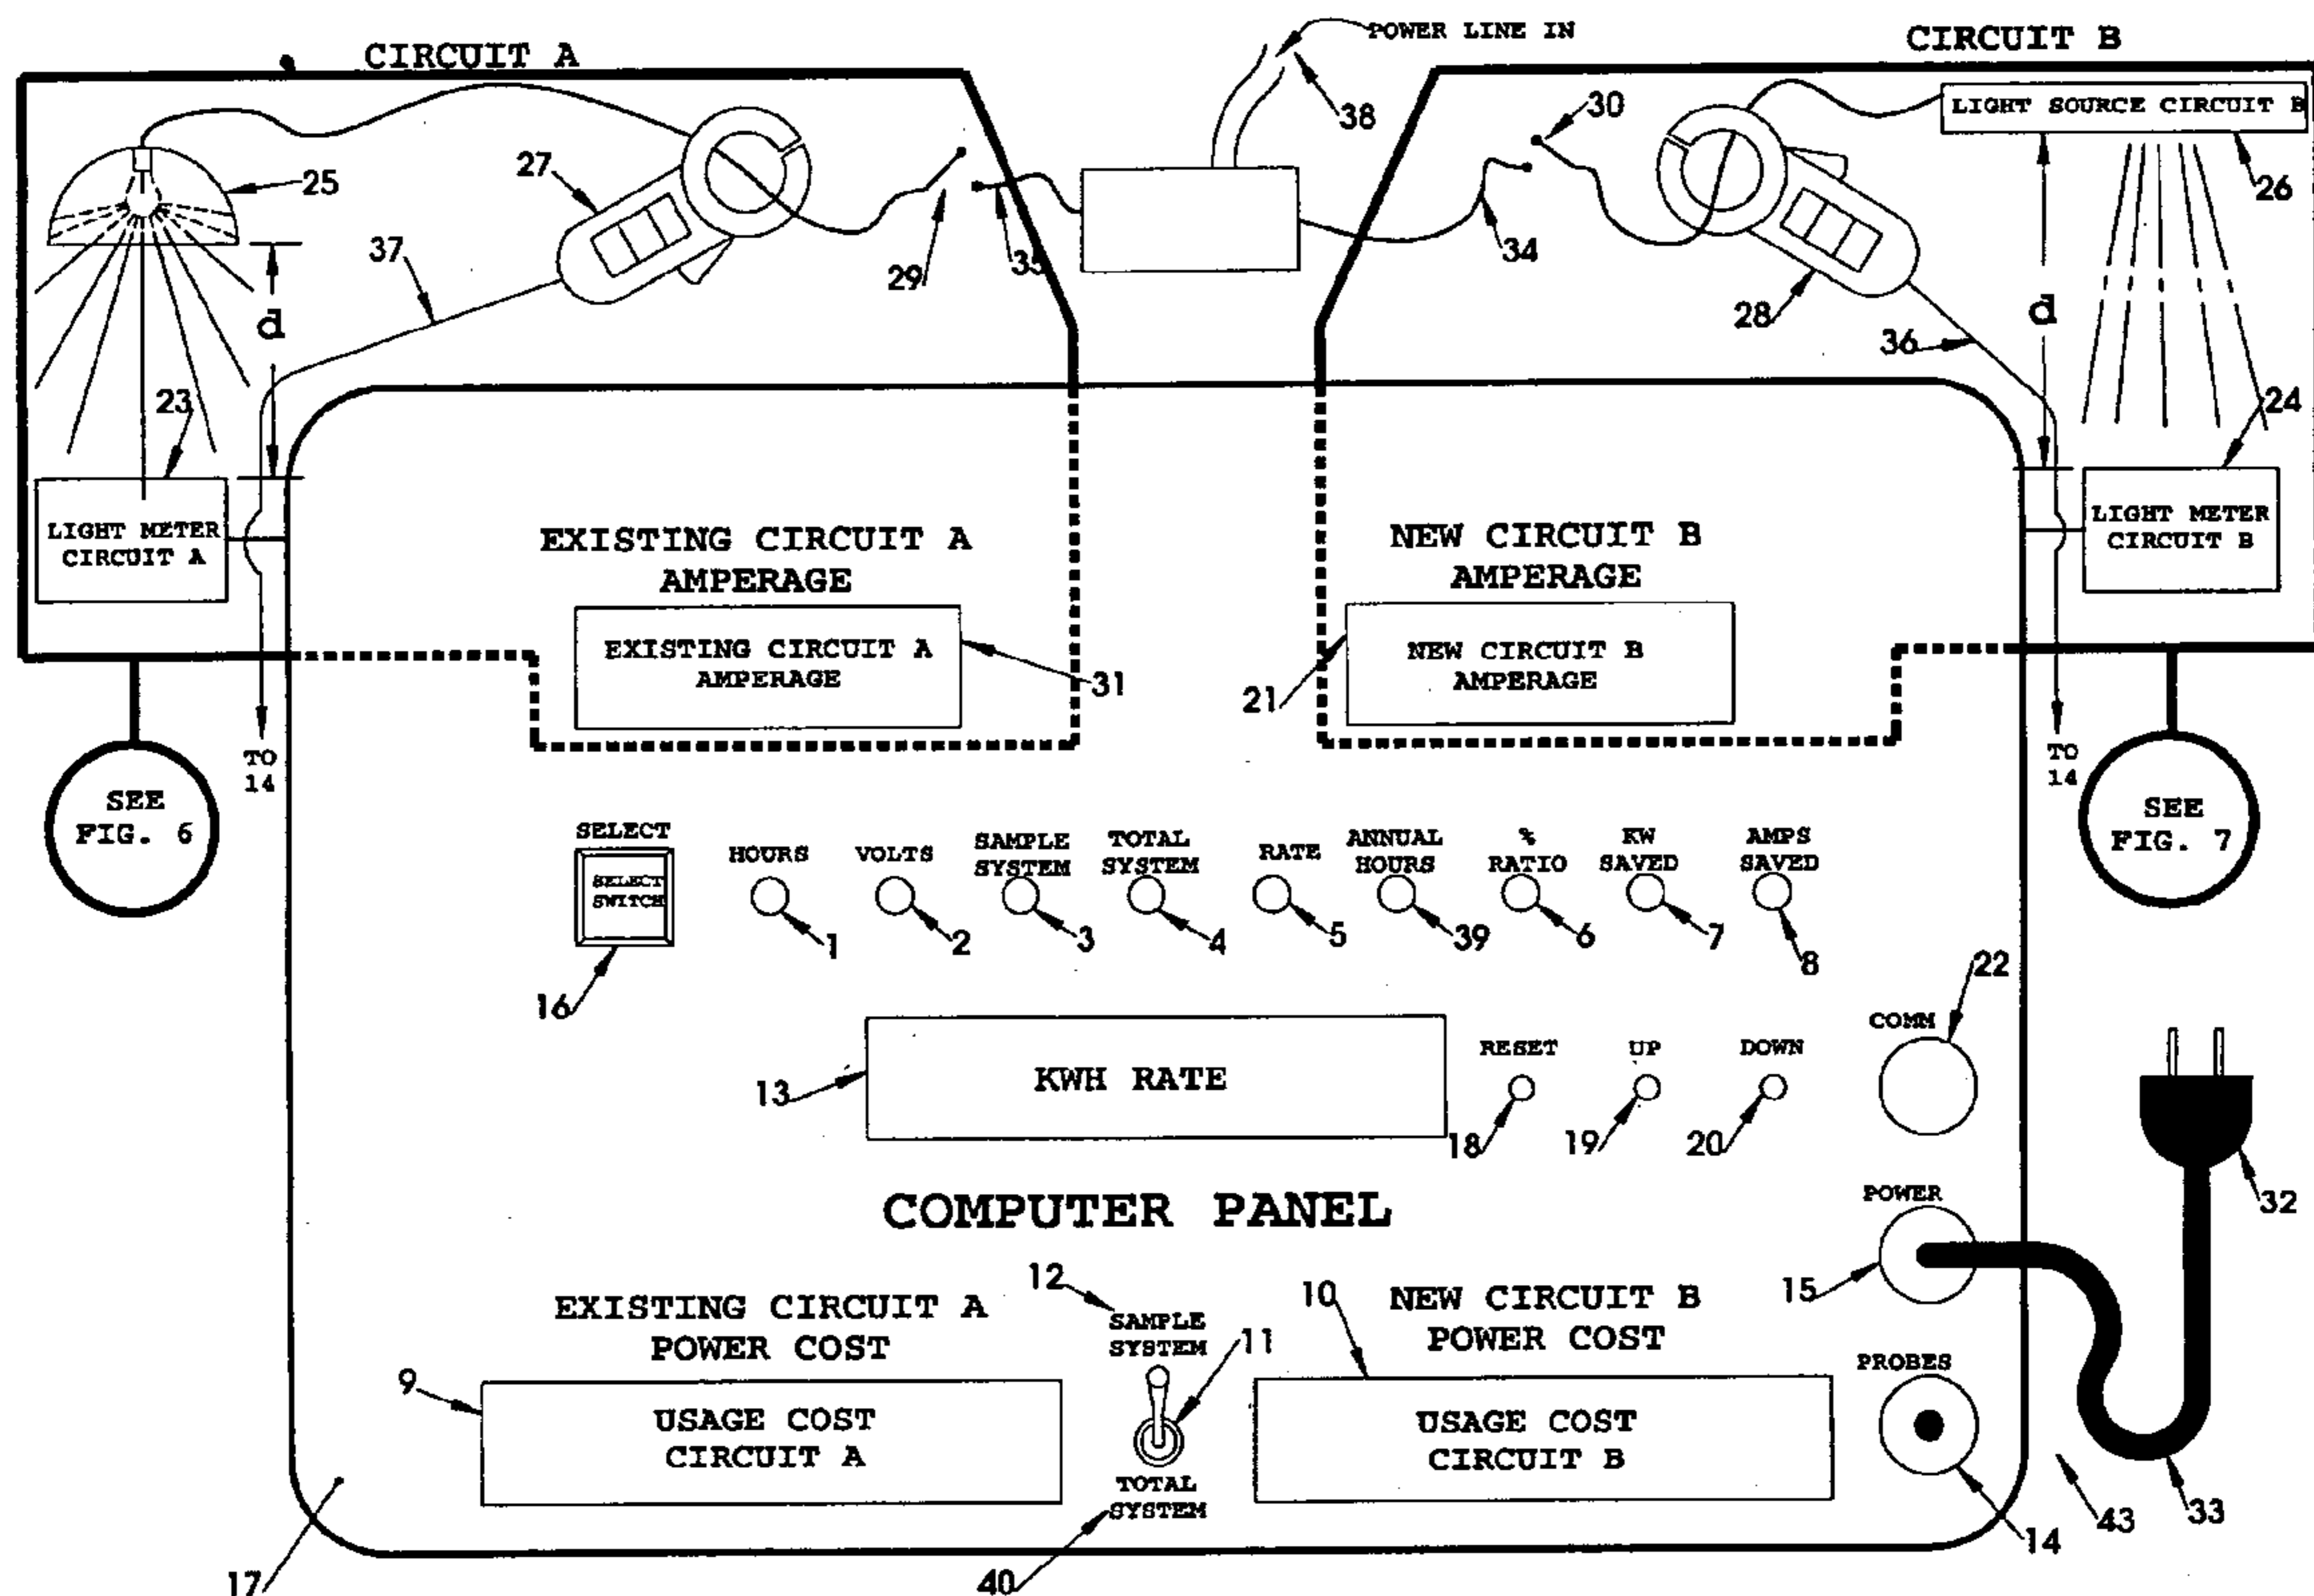 CIRCUIT A
POWER LINE IN
CIRCUIT B
38
30
LIGHT SOURCE CIRCUIT B
25
27
26
37
29
35
34
28
36
d
d
23
24
LIGHT METER
CIRCUIT A
LIGHT METER
CIRCUIT B
EXISTING CIRCUIT A
AMPERAGE
NEW CIRCUIT B
AMPERAGE
EXISTING CIRCUIT A
AMPERAGE
31
21
NEW CIRCUIT B
AMPERAGE
TO
14
TO
14
SEE
FIG. 6
SEE
FIG. 7
SELECT
SELECT
SWITCH
16
HOURS
1
VOLTS
2
SAMPLE
SYSTEM
3
TOTAL
SYSTEM
4
RATE
5
ANNUAL
HOURS
39
%
RATIO
6
KW
SAVED
7
AMPS
SAVED
8
22
COMM
13
KWH RATE
RESET
18
UP
19
DOWN
20
COMPUTER PANEL
POWER
15
32
EXISTING CIRCUIT A
POWER COST
12
SAMPLE
SYSTEM
11
10
NEW CIRCUIT B
POWER COST
PROBES
9
USAGE COST
CIRCUIT A
USAGE COST
CIRCUIT B
TOTAL
SYSTEM
40
17
14
43
33